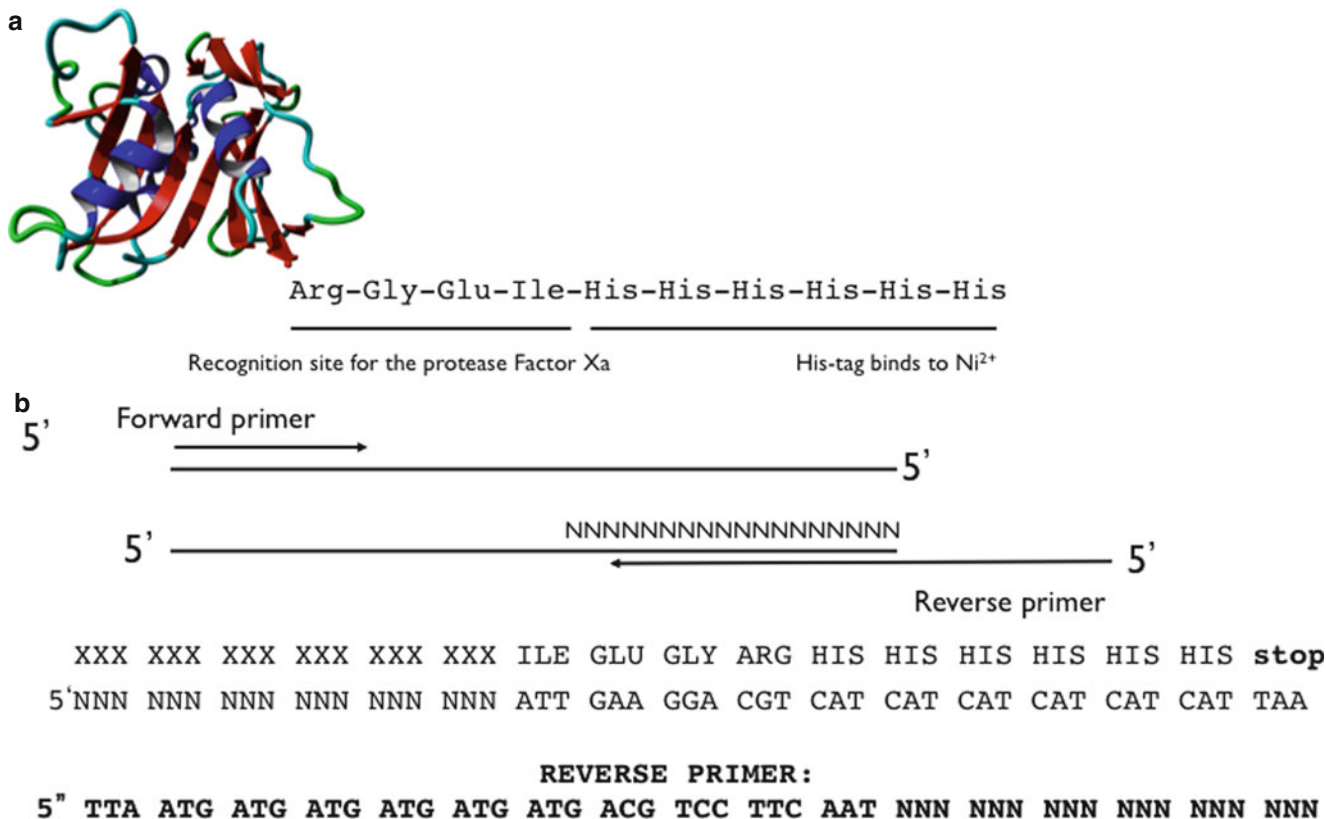 a
Arg-Gly-Glu-Ile-His-His-His-His-His-His
Recognition site for the protease Factor Xa
His-tag binds to Ni²⁺
b
Forward primer
5'
5'
NNNNNNNNNNNNNNNNNN
5'
5'
Reverse primer
XXX XXX XXX XXX XXX XXX ILE GLU GLY ARG HIS HIS HIS HIS HIS HIS stop
5'NNN NNN NNN NNN NNN NNN ATT GAA GGA CGT CAT CAT CAT CAT CAT CAT TAA
REVERSE PRIMER:
5" TTA ATG ATG ATG ATG ATG ATG ACG TCC TTC AAT NNN NNN NNN NNN NNN NNN